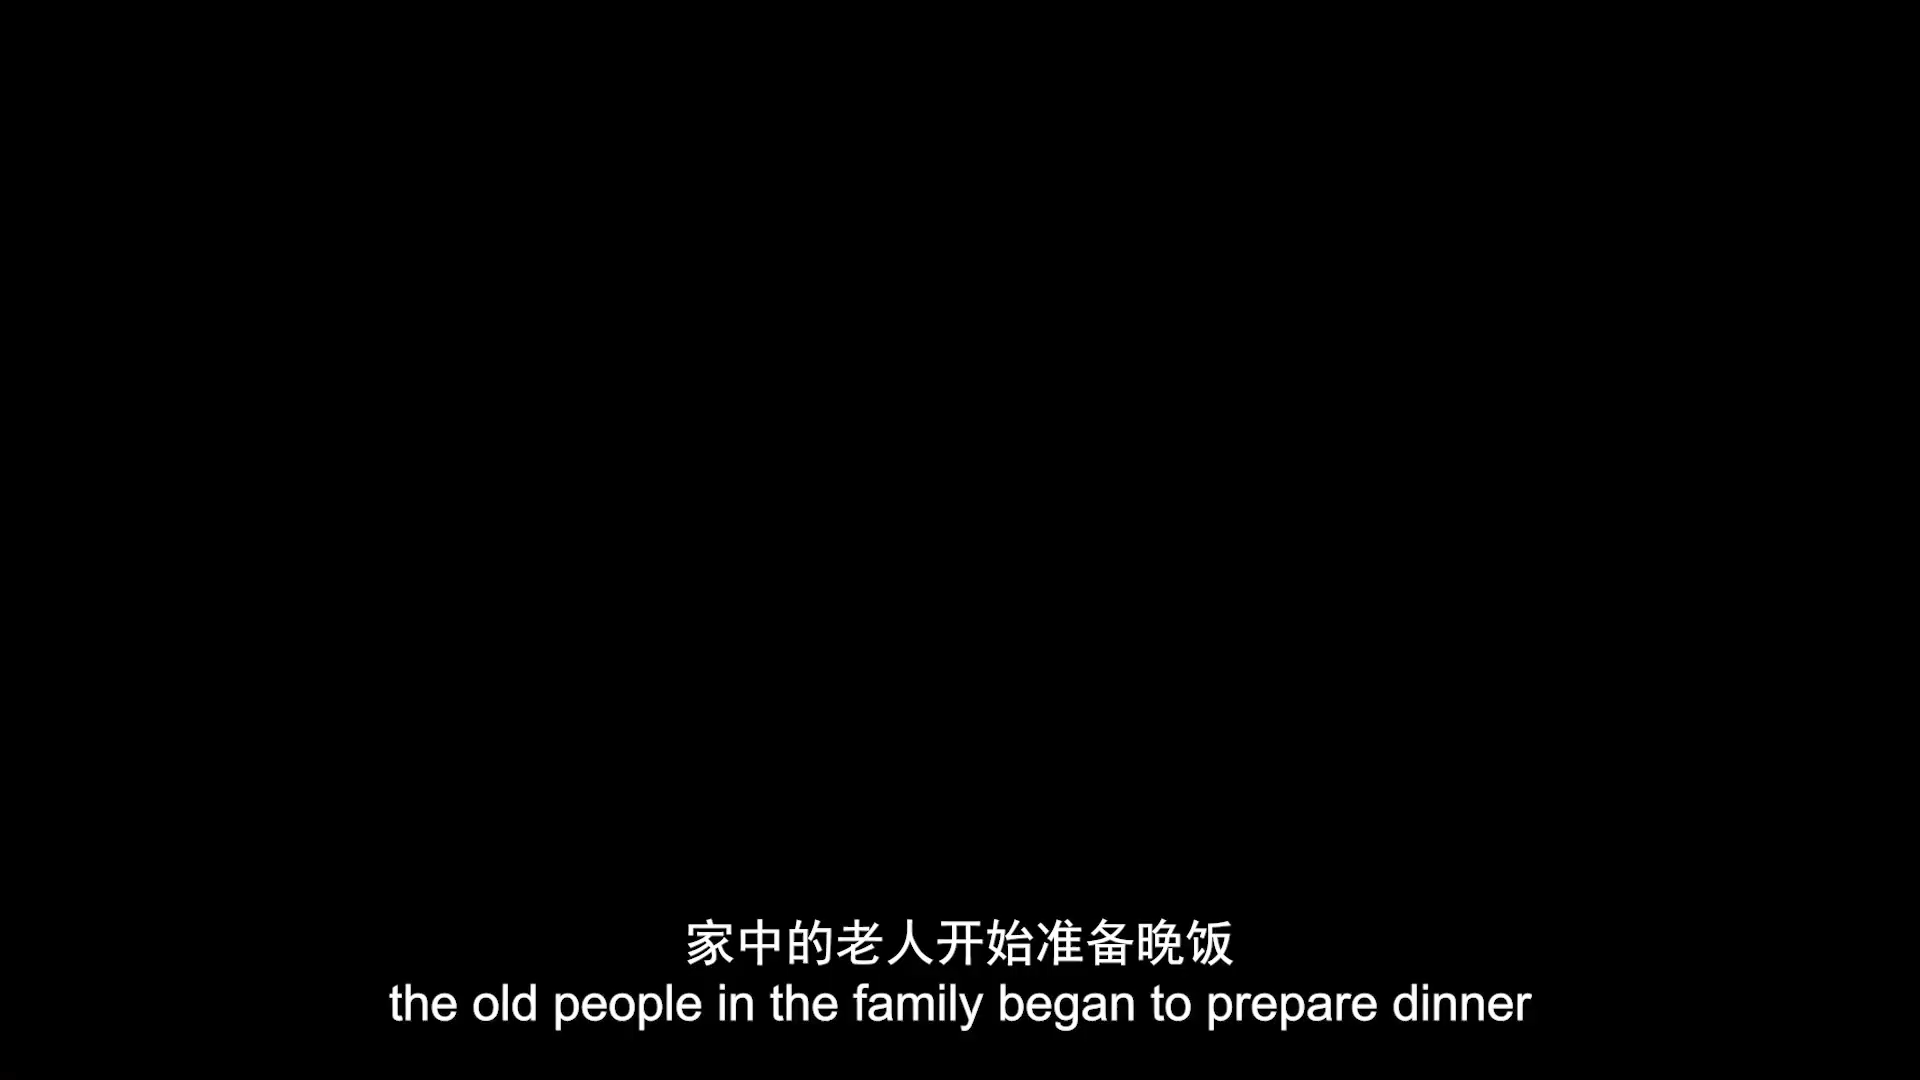 家中的老人开始准备晚饭
the old people in the family began to prepare dinner